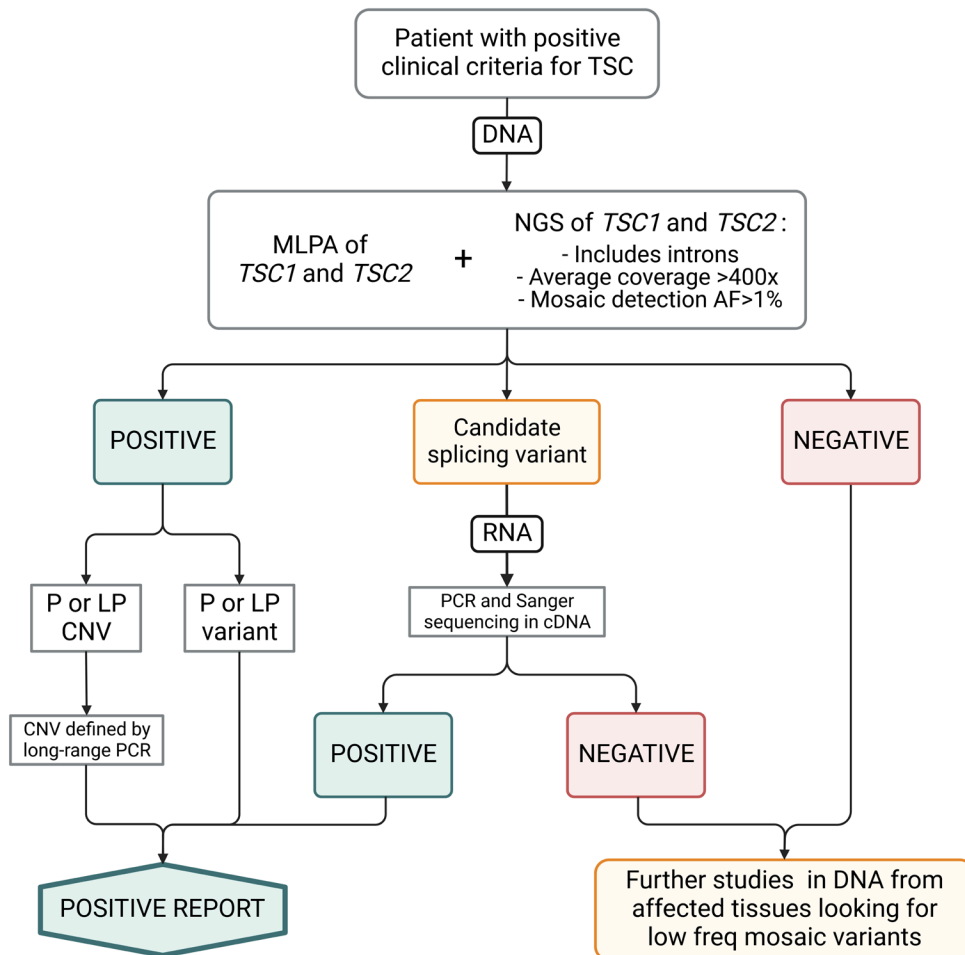 Patient with positive
clinical criteria for TSC
DNA
MLPA of
TSC1 and TSC2
+
NGS of TSC1 and TSC2 :
- Includes introns
- Average coverage >400x
- Mosaic detection AF>1%
POSITIVE
Candidate
splicing variant
NEGATIVE
RNA
P or LP
CNV
P or LP
variant
PCR and Sanger
sequencing in cDNA
CNV defined by
long-range PCR
POSITIVE
NEGATIVE
POSITIVE REPORT
Further studies in DNA from
affected tissues looking for
low freq mosaic variants